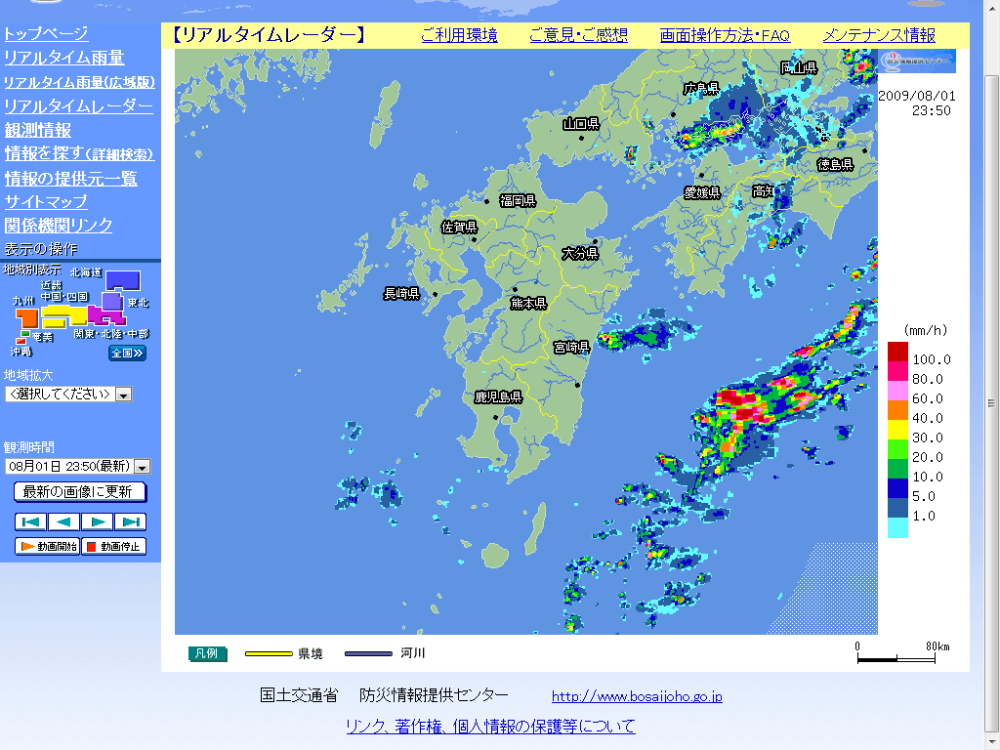 トップページ
リアルタイム雨量
リアルタイム雨量(広域版)
リアルタイムレーダー
観測情報
情報を探す(詳細検索)
情報の提供元一覧
サイトマップ
関係機関リンク
表示の操作
地域別表示
北海道
近畿
九州
中国・四国
東北
奄美
関東・北陸・中部
沖縄
全国≫
地域拡大
<選択してください>
観測時間
08月01日 23:50(最新)
最新の画像に更新
動画開始 動画停止
【リアルタイムレーダー】 ご利用環境 ご意見・ご感想 画面操作方法・FAQ メンテナンス情報
防災情報提供センター
2009/08/01
23:50
岡山県
広島県
山口県
徳島県
愛媛県
高知
福岡県
佐賀県
大分県
長崎県
熊本県
宮崎県
鹿児島県
(mm/h)
100.0
80.0
60.0
40.0
30.0
20.0
10.0
5.0
1.0
0 80km
凡例 県境 河川
国土交通省 防災情報提供センター http://www.bosaijoho.go.jp
リンク、著作権、個人情報の保護等について